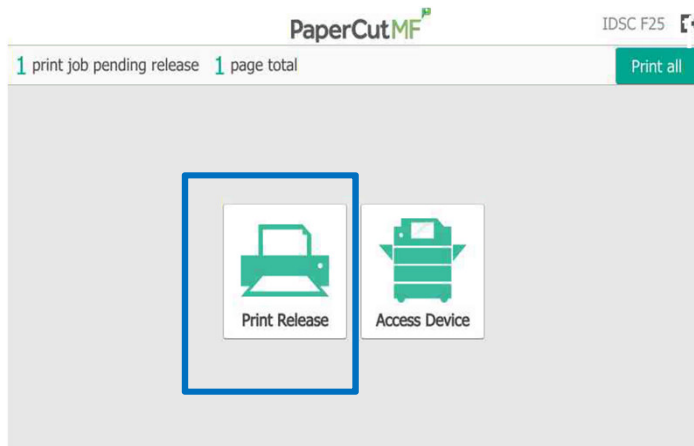 PaperCutMF
IDSC F25
1 print job pending release 1 page total
Print all
Print Release
Access Device